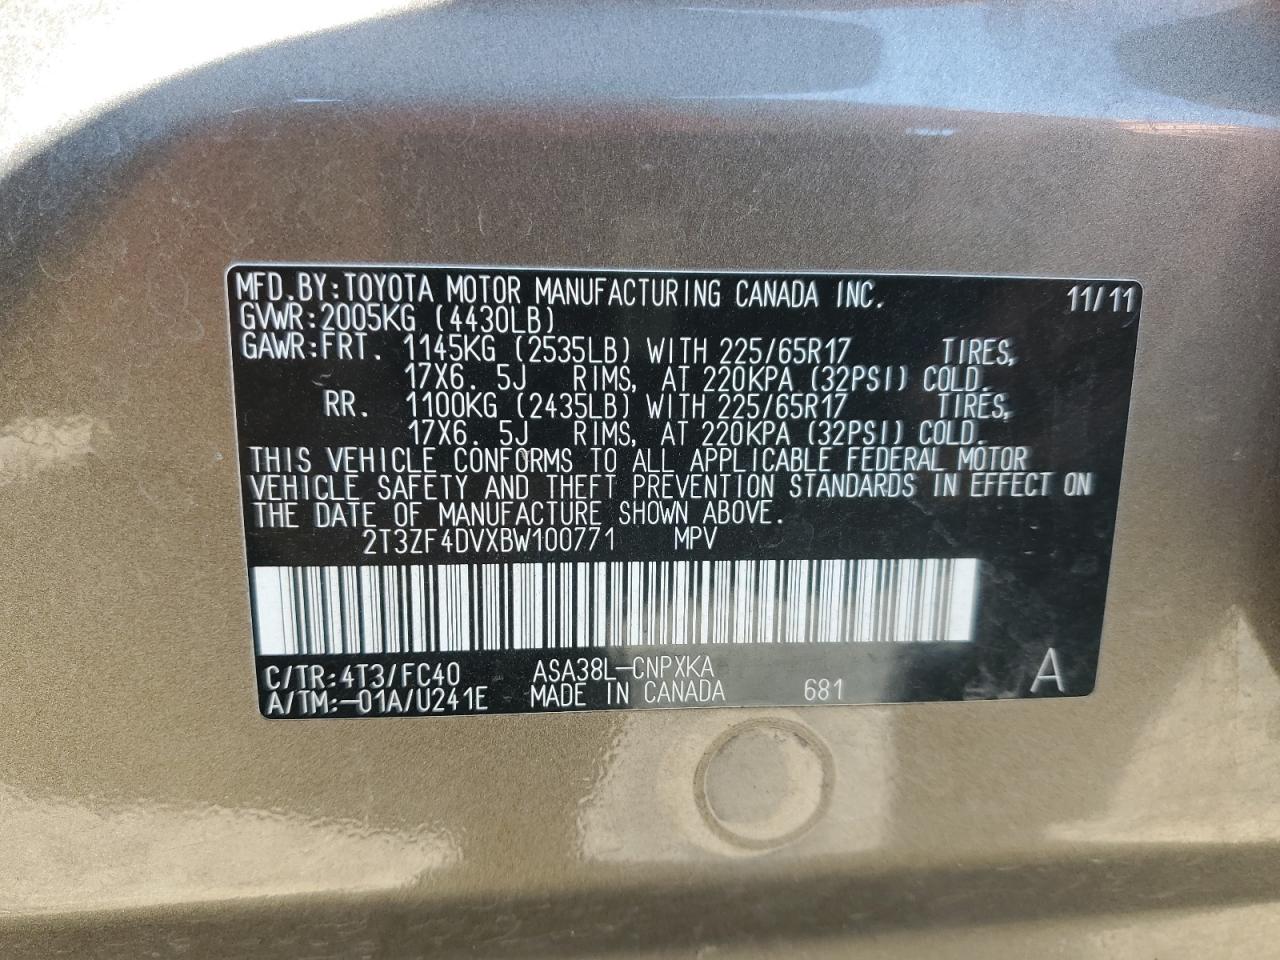 MFD.BY:TOYOTA MOTOR MANUFACTURING CANADA INC. 11/11
GVWR:2005KG (4430LB)
GAWR:FRT. 1145KG (2535LB) WITH 225/65R17 TIRES,
17X6. 5J RIMS, AT 220KPA (32PSI) COLD.
RR. 1100KG (2435LB) WITH 225/65R17 TIRES,
17X6. 5J RIMS, AT 220KPA (32PSI) COLD.
THIS VEHICLE CONFORMS TO ALL APPLICABLE FEDERAL MOTOR
VEHICLE SAFETY AND THEFT PREVENTION STANDARDS IN EFFECT ON
THE DATE OF MANUFACTURE SHOWN ABOVE.
2T3ZF4DVXBW100771 MPV
C/TR:4T3/FC40 ASA38L-CNPXKA A
A/TM:-01A/U241E MADE IN CANADA 681